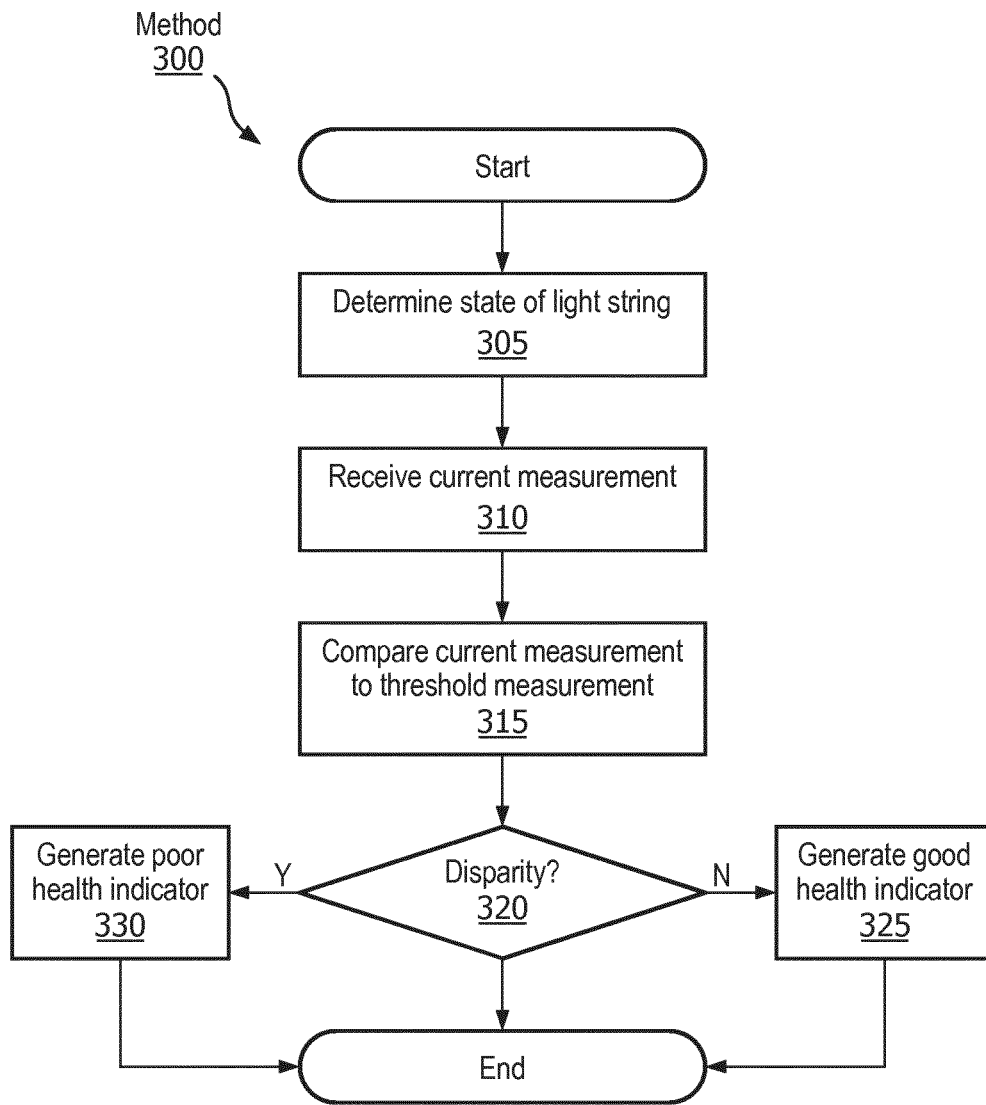 Method
300
Start
Determine state of light string
305
Receive current measurement
310
Compare current measurement
to threshold measurement
315
Generate poor
health indicator
330
Y
Disparity?
320
N
Generate good
health indicator
325
End